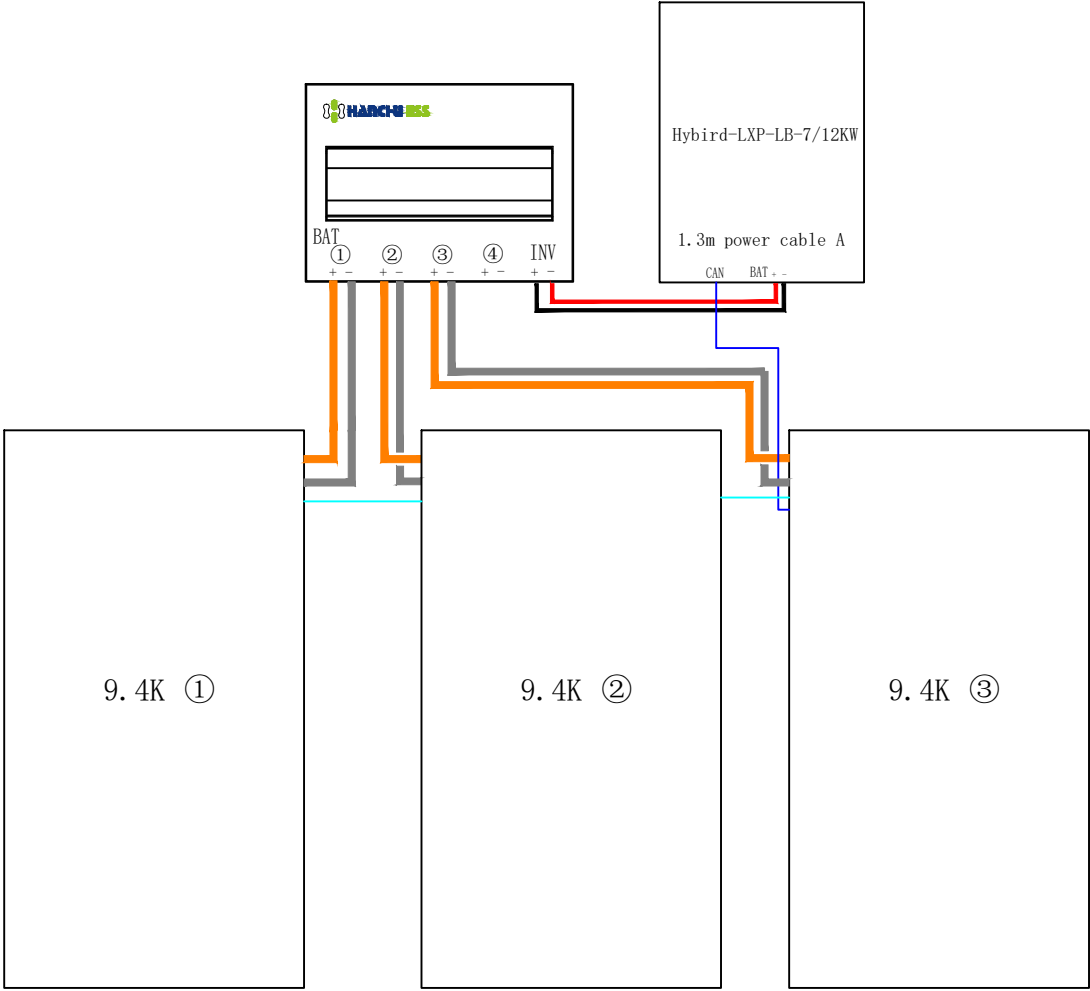 HANCHU ESS
Hybird-LXP-LB-7/12KW
BAT
① ② ③ ④ INV
+ − + − + − + − + −
1.3m power cable A
CAN BAT + -
9.4K ①
9.4K ②
9.4K ③